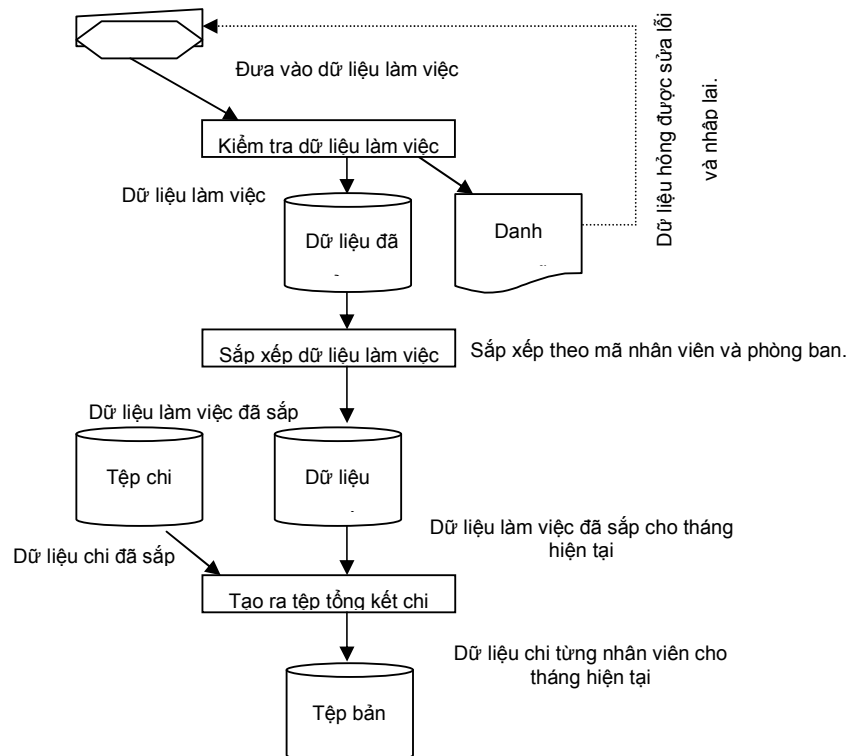 Đưa vào dữ liệu làm việc
Dữ liệu hỏng được sửa lỗi
và nhập lai.
Kiểm tra dữ liệu làm việc
Dữ liệu làm việc
Dữ liệu đã
Danh
Sắp xếp dữ liệu làm việc
Sắp xếp theo mã nhân viên và phòng ban.
Dữ liệu làm việc đã sắp
Tệp chi
Dữ liệu
Dữ liệu làm việc đã sắp cho tháng
hiện tại
Dữ liệu chi đã sắp
Tạo ra tệp tổng kết chi
Dữ liệu chi từng nhân viên cho
tháng hiện tại
Tệp bản